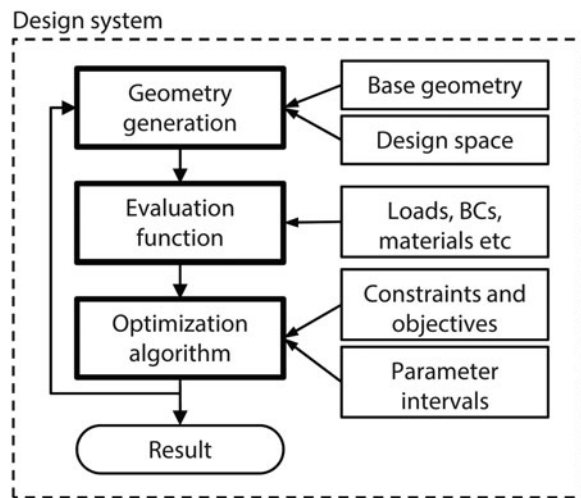 Design system
Geometry
generation
Base geometry
Design space
Evaluation
function
Loads, BCs,
materials etc
Optimization
algorithm
Constraints and
objectives
Parameter
intervals
Result